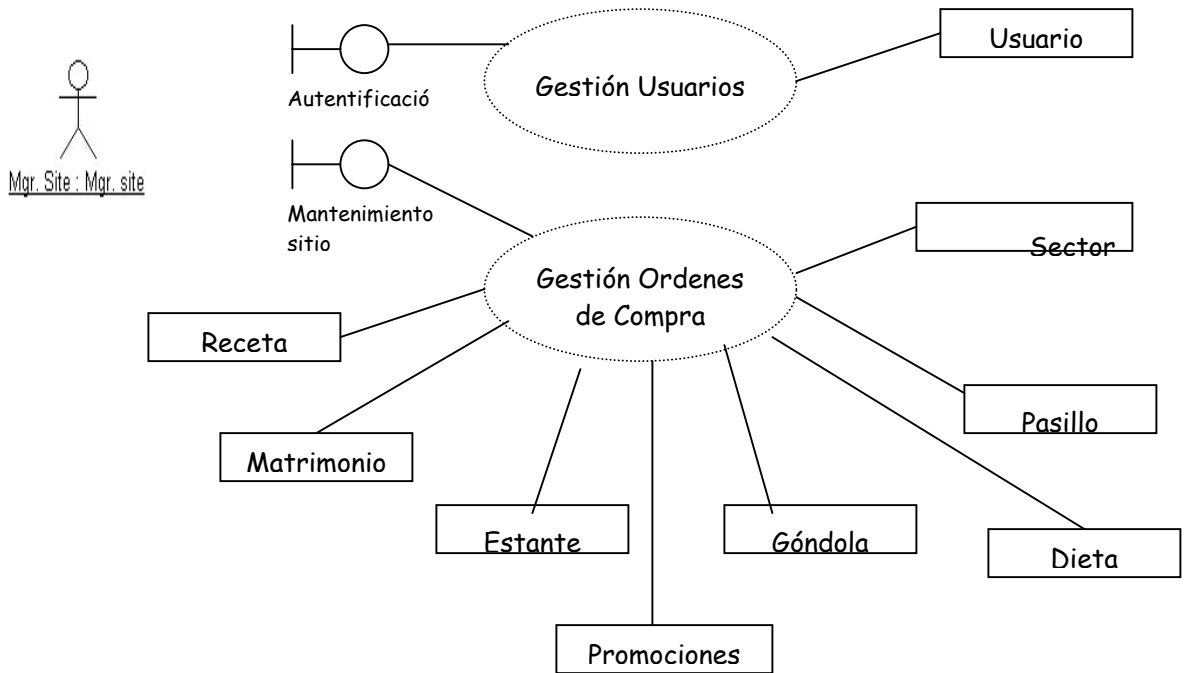 Usuario
Gestión Usuarios
Autentificació
Mgr. Site : Mgr. site
Mantenimiento
sitio
Sector
Gestión Ordenes
de Compra
Receta
Pasillo
Matrimonio
Estante
Góndola
Dieta
Promociones